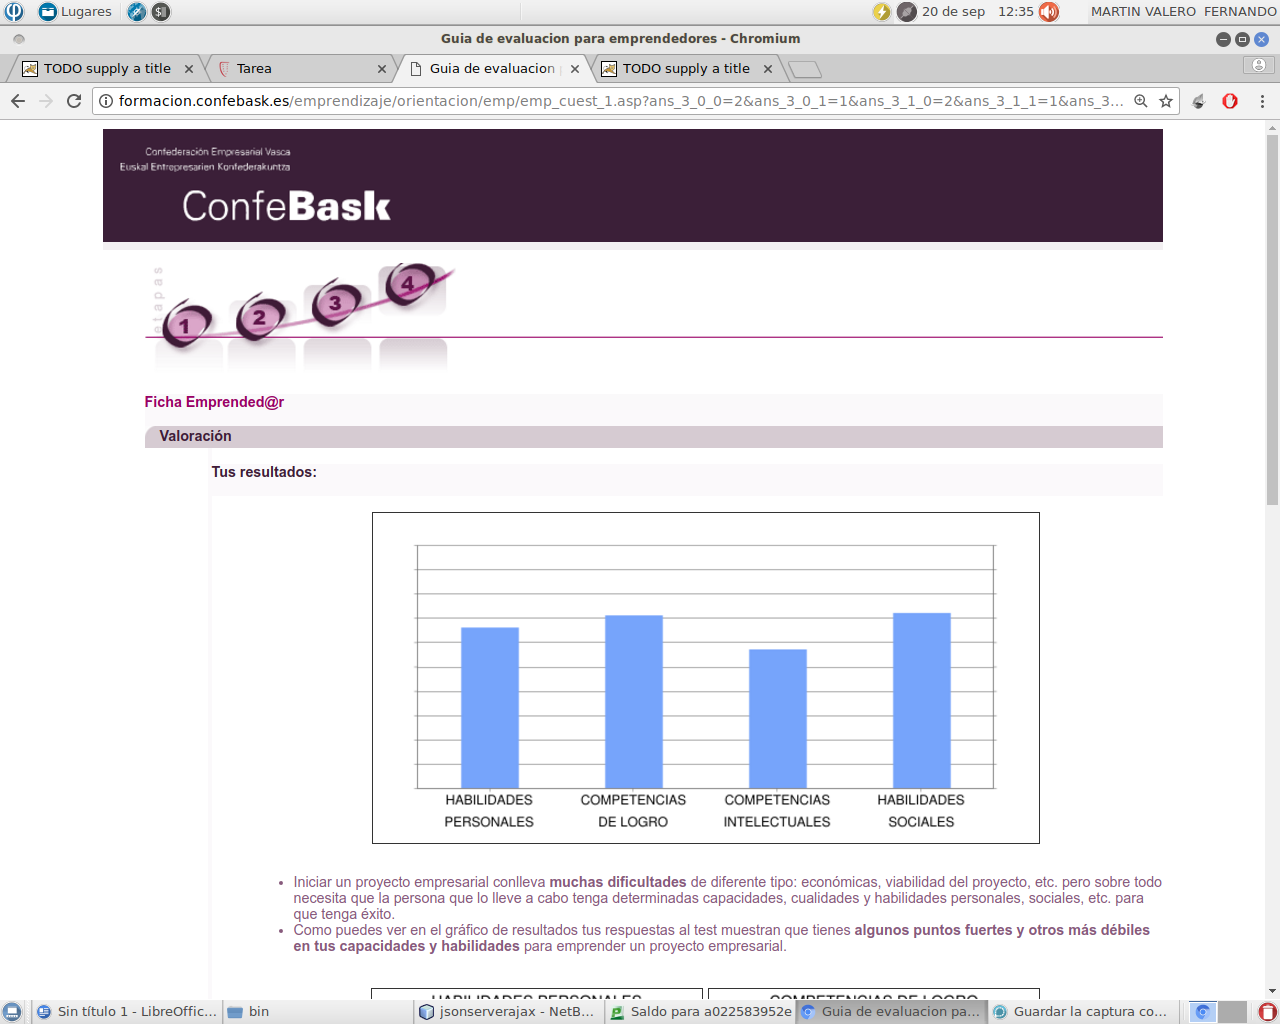 Lugares
20 de sep
12:35
MARTIN VALERO FERNANDO
Guia de evaluacion para emprendedores - Chromium
TODO supply a title
Tarea
Guia de evaluacion
TODO supply a title
formacion.confebask.es/emprendizaje/orientacion/emp/emp_cuest_1.asp?ans_3_0_0=2&ans_3_0_1=1&ans_3_1_0=2&ans_3_1_1=1&ans_3...
Confederación Empresarial Vasca
Euskal Entrepresarien Konfederakuntza
ConfeBask
etapas
1 2 3 4
Ficha Emprended@r
Valoración
Tus resultados:
HABILIDADES PERSONALES
COMPETENCIAS DE LOGRO
COMPETENCIAS INTELECTUALES
HABILIDADES SOCIALES
• Iniciar un proyecto empresarial conlleva muchas dificultades de diferente tipo: económicas, viabilidad del proyecto, etc. pero sobre todo
necesita que la persona que lo lleve a cabo tenga determinadas capacidades, cualidades y habilidades personales, sociales, etc. para
que tenga éxito.
• Como puedes ver en el gráfico de resultados tus respuestas al test muestran que tienes algunos puntos fuertes y otros más débiles
en tus capacidades y habilidades para emprender un proyecto empresarial.
HABILIDADES PERSONALES
COMPETENCIAS DE LOGRO
Sin título 1 - LibreOffic...
bin
jsonserverajax - NetB...
Saldo para a022583952e
Guia de evaluacion pa...
Guardar la captura co...